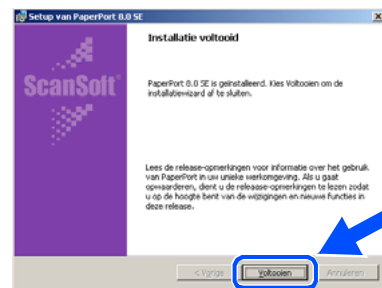 Setup van PaperPort 8.0 SE
Installatie voltooid
ScanSoft
PaperPort 8.0 SE is geïnstalleerd. Kies Voltooien om de
installatiewizard af te sluiten.
Lees de release-opmerkingen voor informatie over het gebruik
van PaperPort in uw unieke werkomgeving. Als u gaat
opwaarderen, dient u de releaase-opmerkingen te lezen zodat
u op de hoogte bent van de wijzigingen en nieuwe functies in
deze release.
< Vorige Voltooien Annuleren